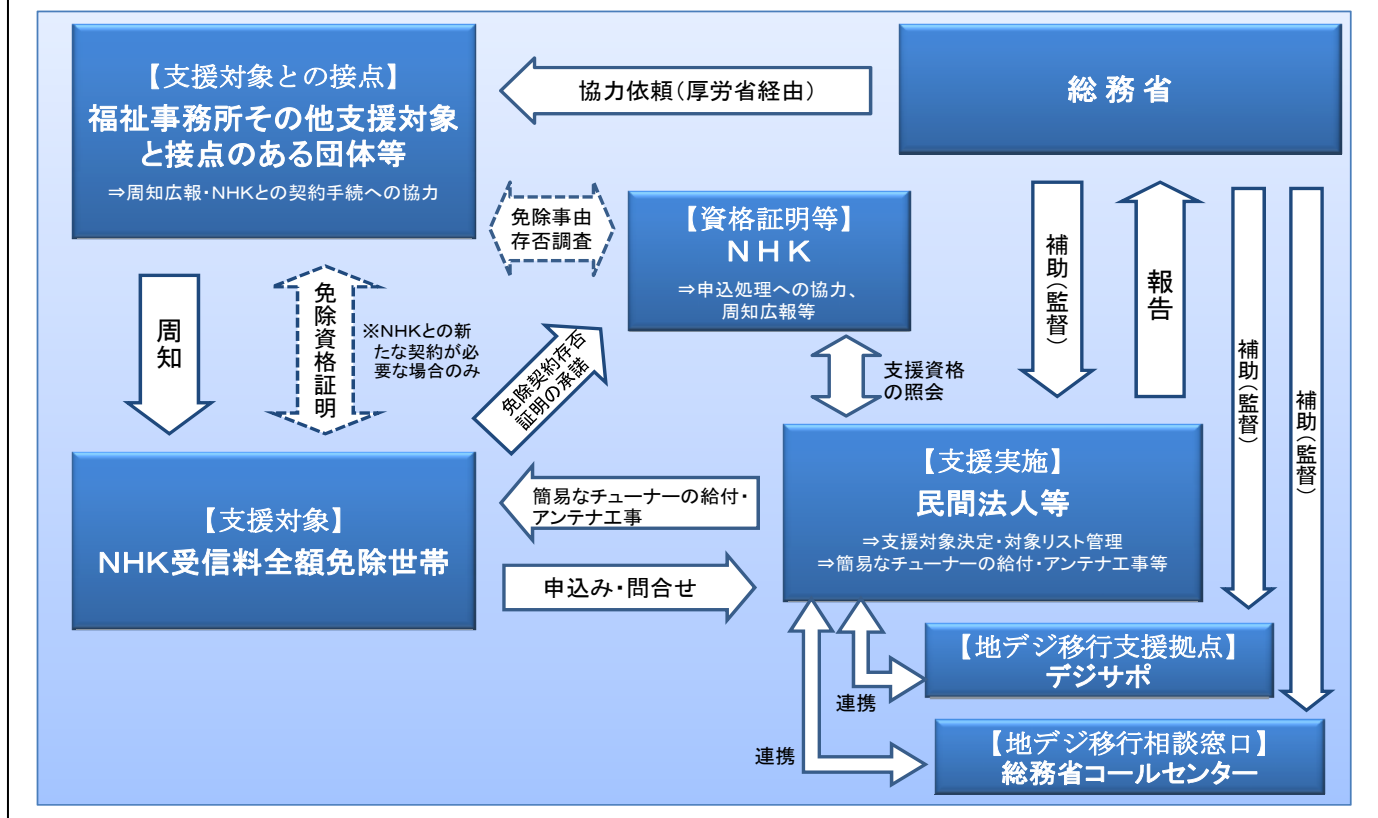 【支援対象との接点】
福祉事務所その他支援対象
と接点のある団体等
⇒周知広報・NHKとの契約手続への協力
協力依頼(厚労省経由)
総務省
免除事由
存否調査
【資格証明等】
NHK
⇒申込処理への協力、
周知広報等
補助(監督)
報告
補助(監督)
補助(監督)
周知
免除資格証明
※NHKとの新
たな契約が必
要な場合のみ
免除契約存否
証明の承諾
支援資格
の照会
【支援対象】
NHK受信料全額免除世帯
簡易なチューナーの給付・
アンテナ工事
申込み・問合せ
【支援実施】
民間法人等
⇒支援対象決定・対象リスト管理
⇒簡易なチューナーの給付・アンテナ工事等
【地デジ移行支援拠点】
デジサポ
連携
【地デジ移行相談窓口】
総務省コールセンター
連携